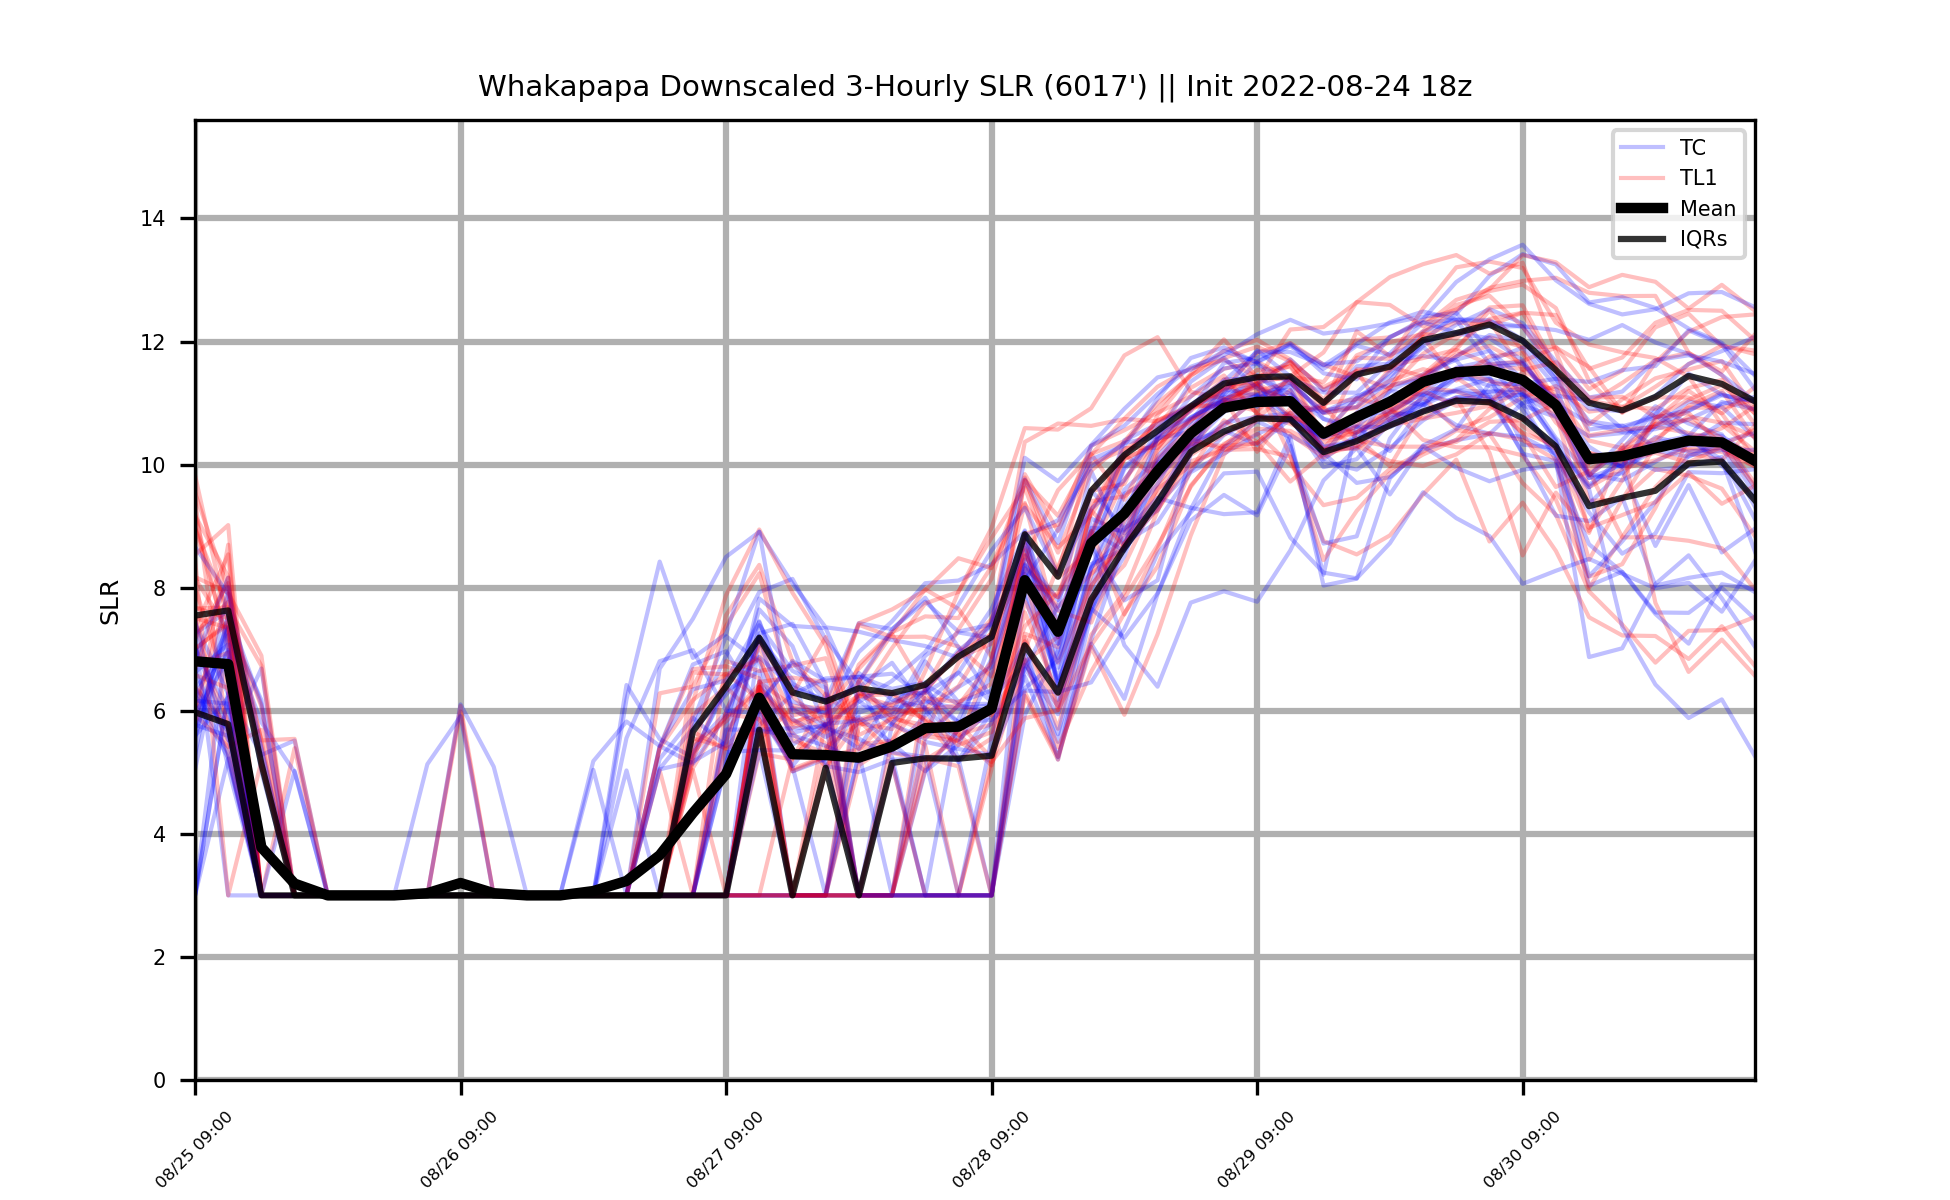 Whakapapa Downscaled 3-Hourly SLR (6017') || Init 2022-08-24 18z
TC
TL1
Mean
IQRs
SLR
14
12
10
8
6
4
2
0
08/25 09:00
08/26 09:00
08/27 09:00
08/28 09:00
08/29 09:00
08/30 09:00